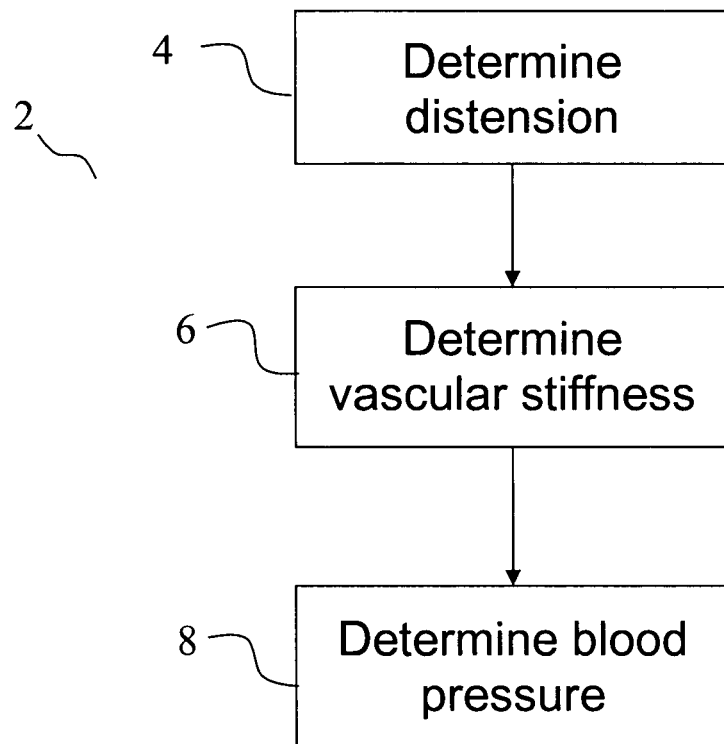 4
Determine
distension
2
6
Determine
vascular stiffness
8
Determine blood
pressure